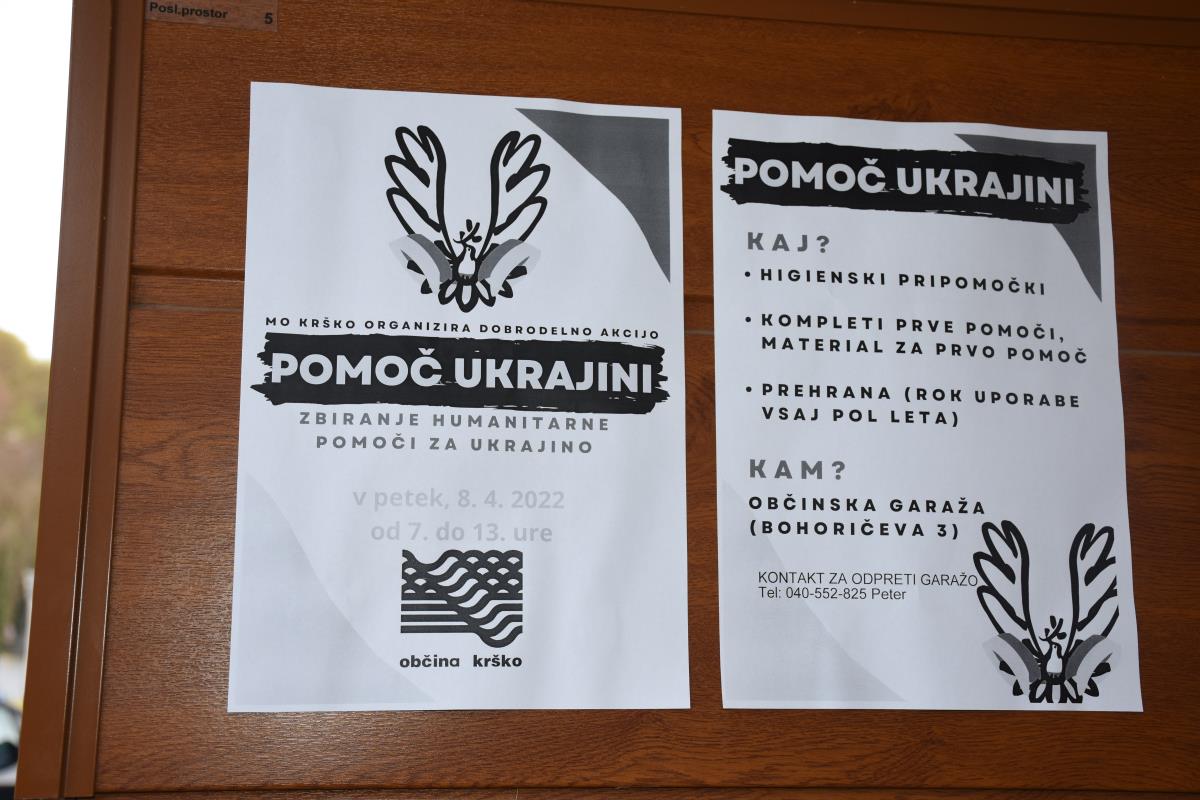 Posl.prostor 5
MO KRŠKO ORGANIZIRA DOBRODELNO AKCIJO
POMOČ UKRAJINI
ZBIRANJE HUMANITARNE
POMOČI ZA UKRAJINO
v petek, 8. 4. 2022
od 7. do 13. ure
občina krško
POMOČ UKRAJINI
KAJ?
• HIGIENSKI PRIPOMOČKI
• KOMPLETI PRVE POMOČI,
MATERIAL ZA PRVO POMOČ
• PREHRANA (ROK UPORABE
VSAJ POL LETA)
KAM?
OBČINSKA GARAŽA
(BOHORIČEVA 3)
KONTAKT ZA ODPRETI GARAŽO
Tel: 040-552-825 Peter